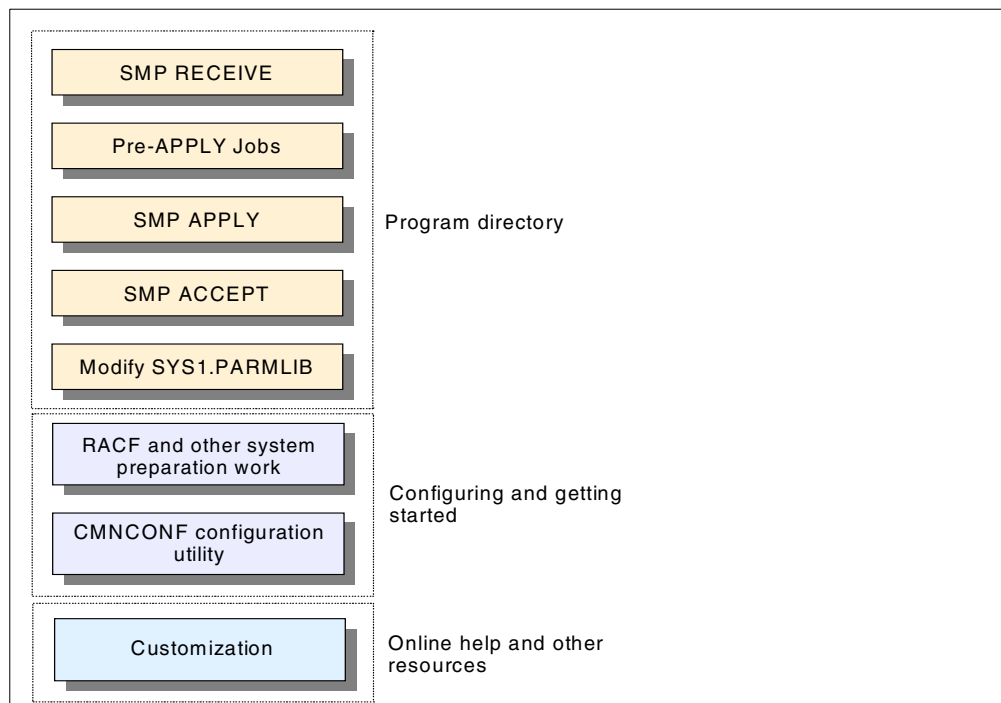 SMP RECEIVE
Pre-APPLY Jobs
SMP APPLY
Program directory
SMP ACCEPT
Modify SYS1.PARMLIB
RACF and other system
preparation work
Configuring and getting
started
CMNCONF configuration
utility
Customization
Online help and other
resources